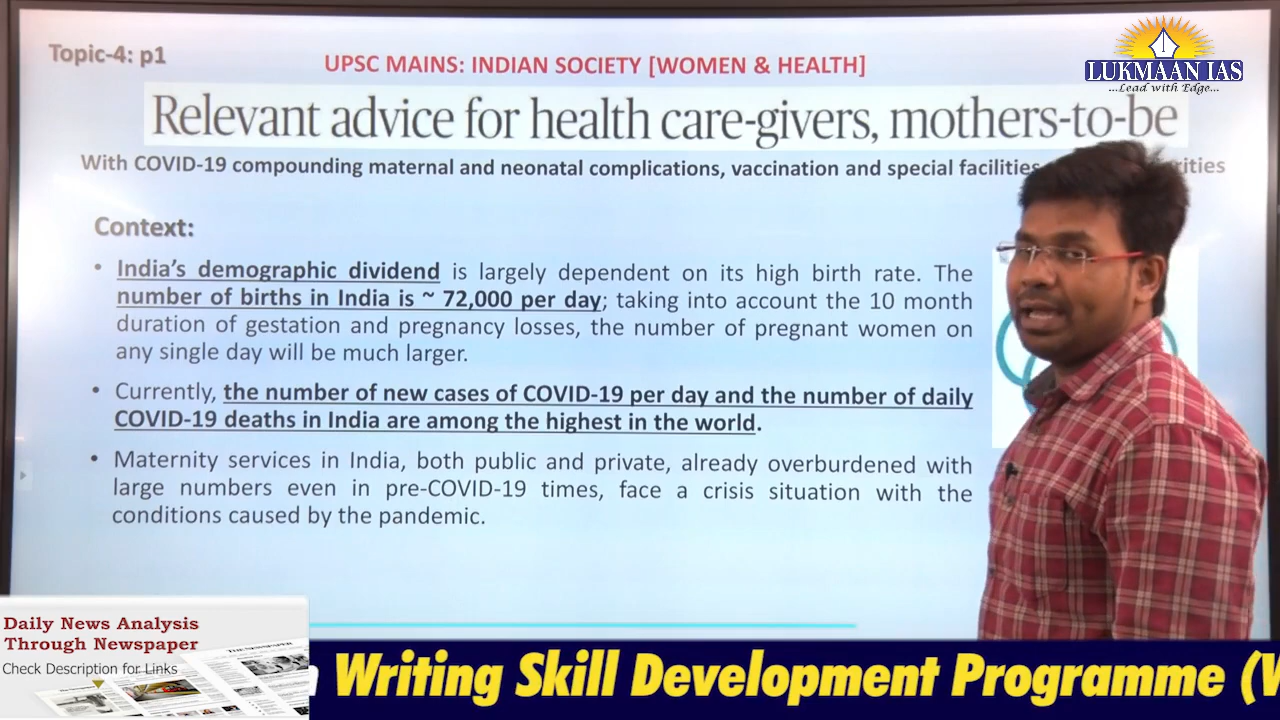 Topic-4: p1
UPSC MAINS: INDIAN SOCIETY [WOMEN & HEALTH]
LUKMAAN IAS
...Lead with Edge...
Relevant advice for health care-givers, mothers-to-be
With COVID-19 compounding maternal and neonatal complications, vaccination and special facilities
Context:
• India's demographic dividend is largely dependent on its high birth rate. The
number of births in India is ~ 72,000 per day; taking into account the 10 month
duration of gestation and pregnancy losses, the number of pregnant women on
any single day will be much larger.
• Currently, the number of new cases of COVID-19 per day and the number of daily
COVID-19 deaths in India are among the highest in the world.
• Maternity services in India, both public and private, already overburdened with
large numbers even in pre-COVID-19 times, face a crisis situation with the
conditions caused by the pandemic.
Daily News Analysis
Through Newspaper
Check Description for Links
Writing Skill Development Programme (